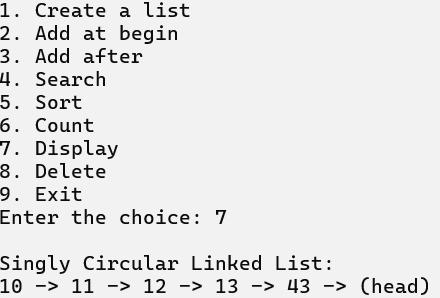 1. Create a list
2. Add at begin
3. Add after
4. Search
5. Sort
6. Count
7. Display
8. Delete
9. Exit
Enter the choice: 7
Singly Circular Linked List:
10 -> 11 -> 12 -> 13 -> 43 -> (head)